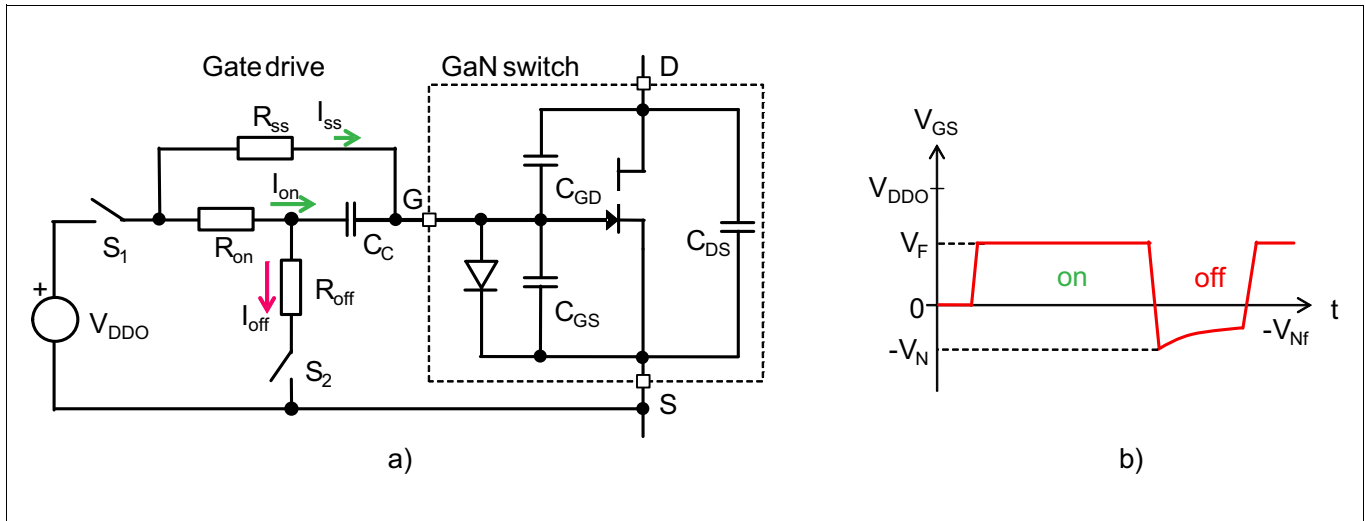 Gate drive
GaN switch
D
R_ss
I_ss
I_on
G
C_GD
S_1
R_on
C_C
C_DS
R_off
I_off
C_GS
+
V_DDO
S_2
S
a)
V_GS
V_DDO
V_F
on
off
0
t
-V_Nf
-V_N
b)